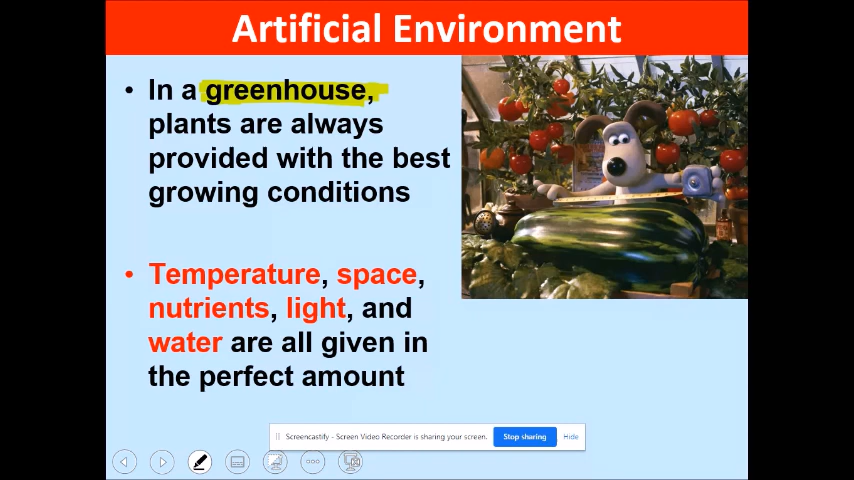 Artificial Environment
• In a greenhouse,
plants are always
provided with the best
growing conditions
• Temperature, space,
nutrients, light, and
water are all given in
the perfect amount
Screencastify - Screen Video Recorder is sharing your screen. Stop sharing Hide